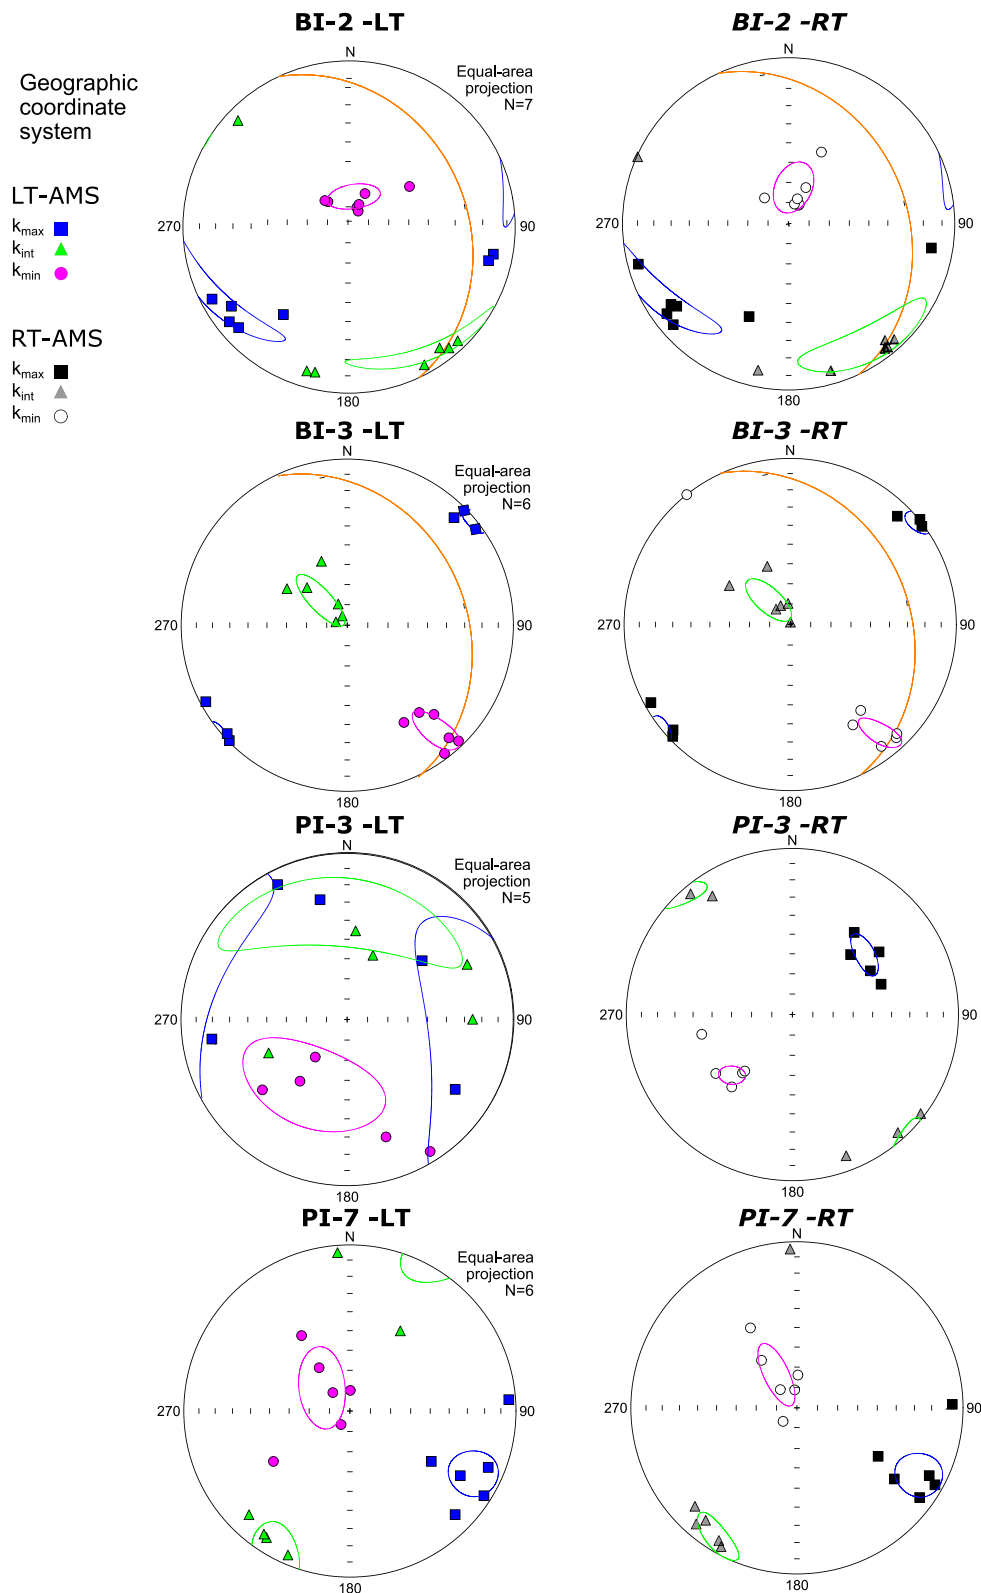 BI-2 -LT
BI-2 -RT
Geographic
coordinate
system
N
Equal-area
projection
N=7
N
LT-AMS
kmax
kint
kmin
270
90
270
90
RT-AMS
kmax
kint
kmin
180
180
BI-3 -LT
BI-3 -RT
N
Equal-area
projection
N=6
N
270
90
270
90
180
180
PI-3 -LT
PI-3 -RT
N
Equal-area
projection
N=5
N
270
90
270
90
180
180
PI-7 -LT
PI-7 -RT
N
Equal-area
projection
N=6
N
270
90
270
90
180
180